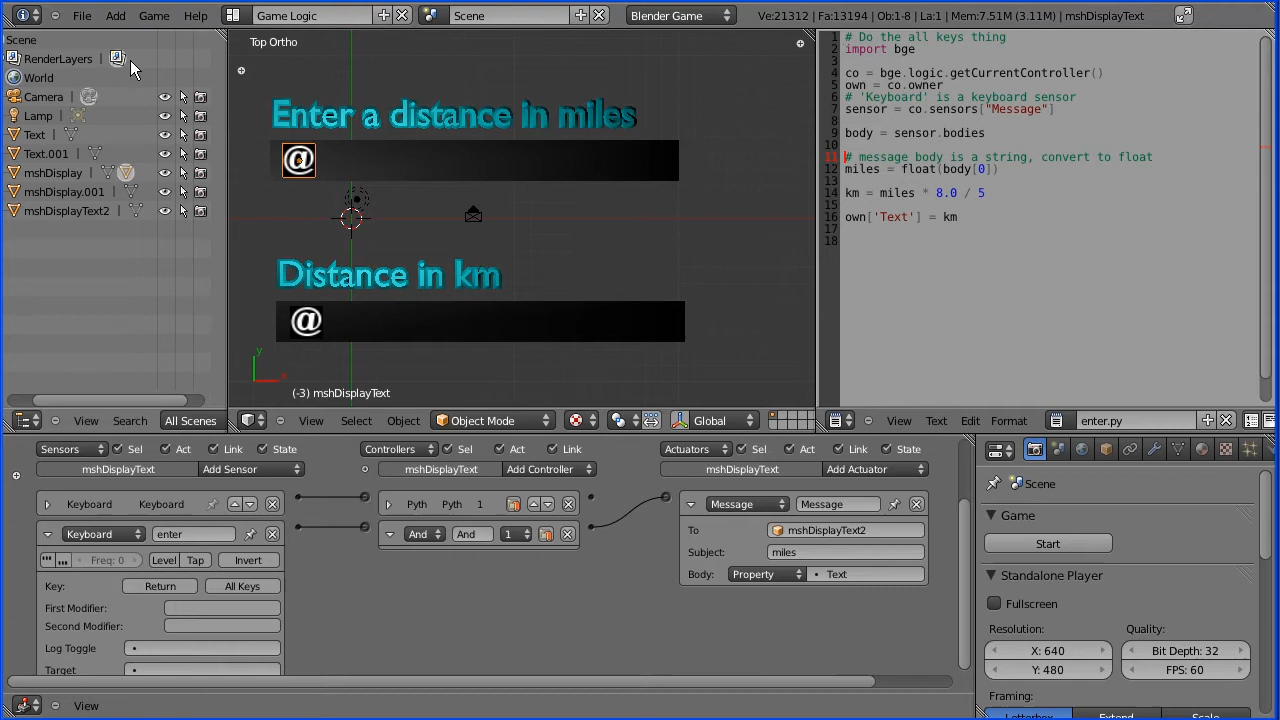 File Add Game Help Game Logic Scene Blender Game Ve:21312 | Fa:13194 | Ob:1-8 | La:1 | Mem:7.51M (3.11M) | mshDisplayText
Scene
RenderLayers |
World
Camera |
Lamp |
Text |
Text.001 |
mshDisplay |
mshDisplay.001 |
mshDisplayText2 |
View Search All Scenes
Top Ortho
Enter a distance in miles
@
Distance in km
@
y
x
(-3) mshDisplayText
View Select Object Object Mode Global
1 # Do the all keys thing
2 import bge
3
4 co = bge.logic.getCurrentController()
5 own = co.owner
6 # 'Keyboard' is a keyboard sensor
7 sensor = co.sensors["Message"]
8
9 body = sensor.bodies
10
11 # message body is a string, convert to float
12 miles = float(body[0])
13
14 km = miles * 8.0 / 5
15
16 own['Text'] = km
17
18
View Text Edit Format enter.py
Sensors Sel Act Link State
mshDisplayText Add Sensor
Keyboard Keyboard
Keyboard enter
Freq: 0 Level Tap Invert
Key: Return All Keys
First Modifier:
Second Modifier:
Log Toggle
Target
Controllers Sel Act Link
mshDisplayText Add Controller
Pyth Pyth 1
And And 1
Actuators Sel Act Link State
mshDisplayText Add Actuator
Message Message
To mshDisplayText2
Subject: miles
Body: Property Text
View
Scene
Game
Start
Standalone Player
Fullscreen
Resolution: Quality:
X: 640 Bit Depth: 32
Y: 480 FPS: 60
Framing:
Letterbox Extend Scale